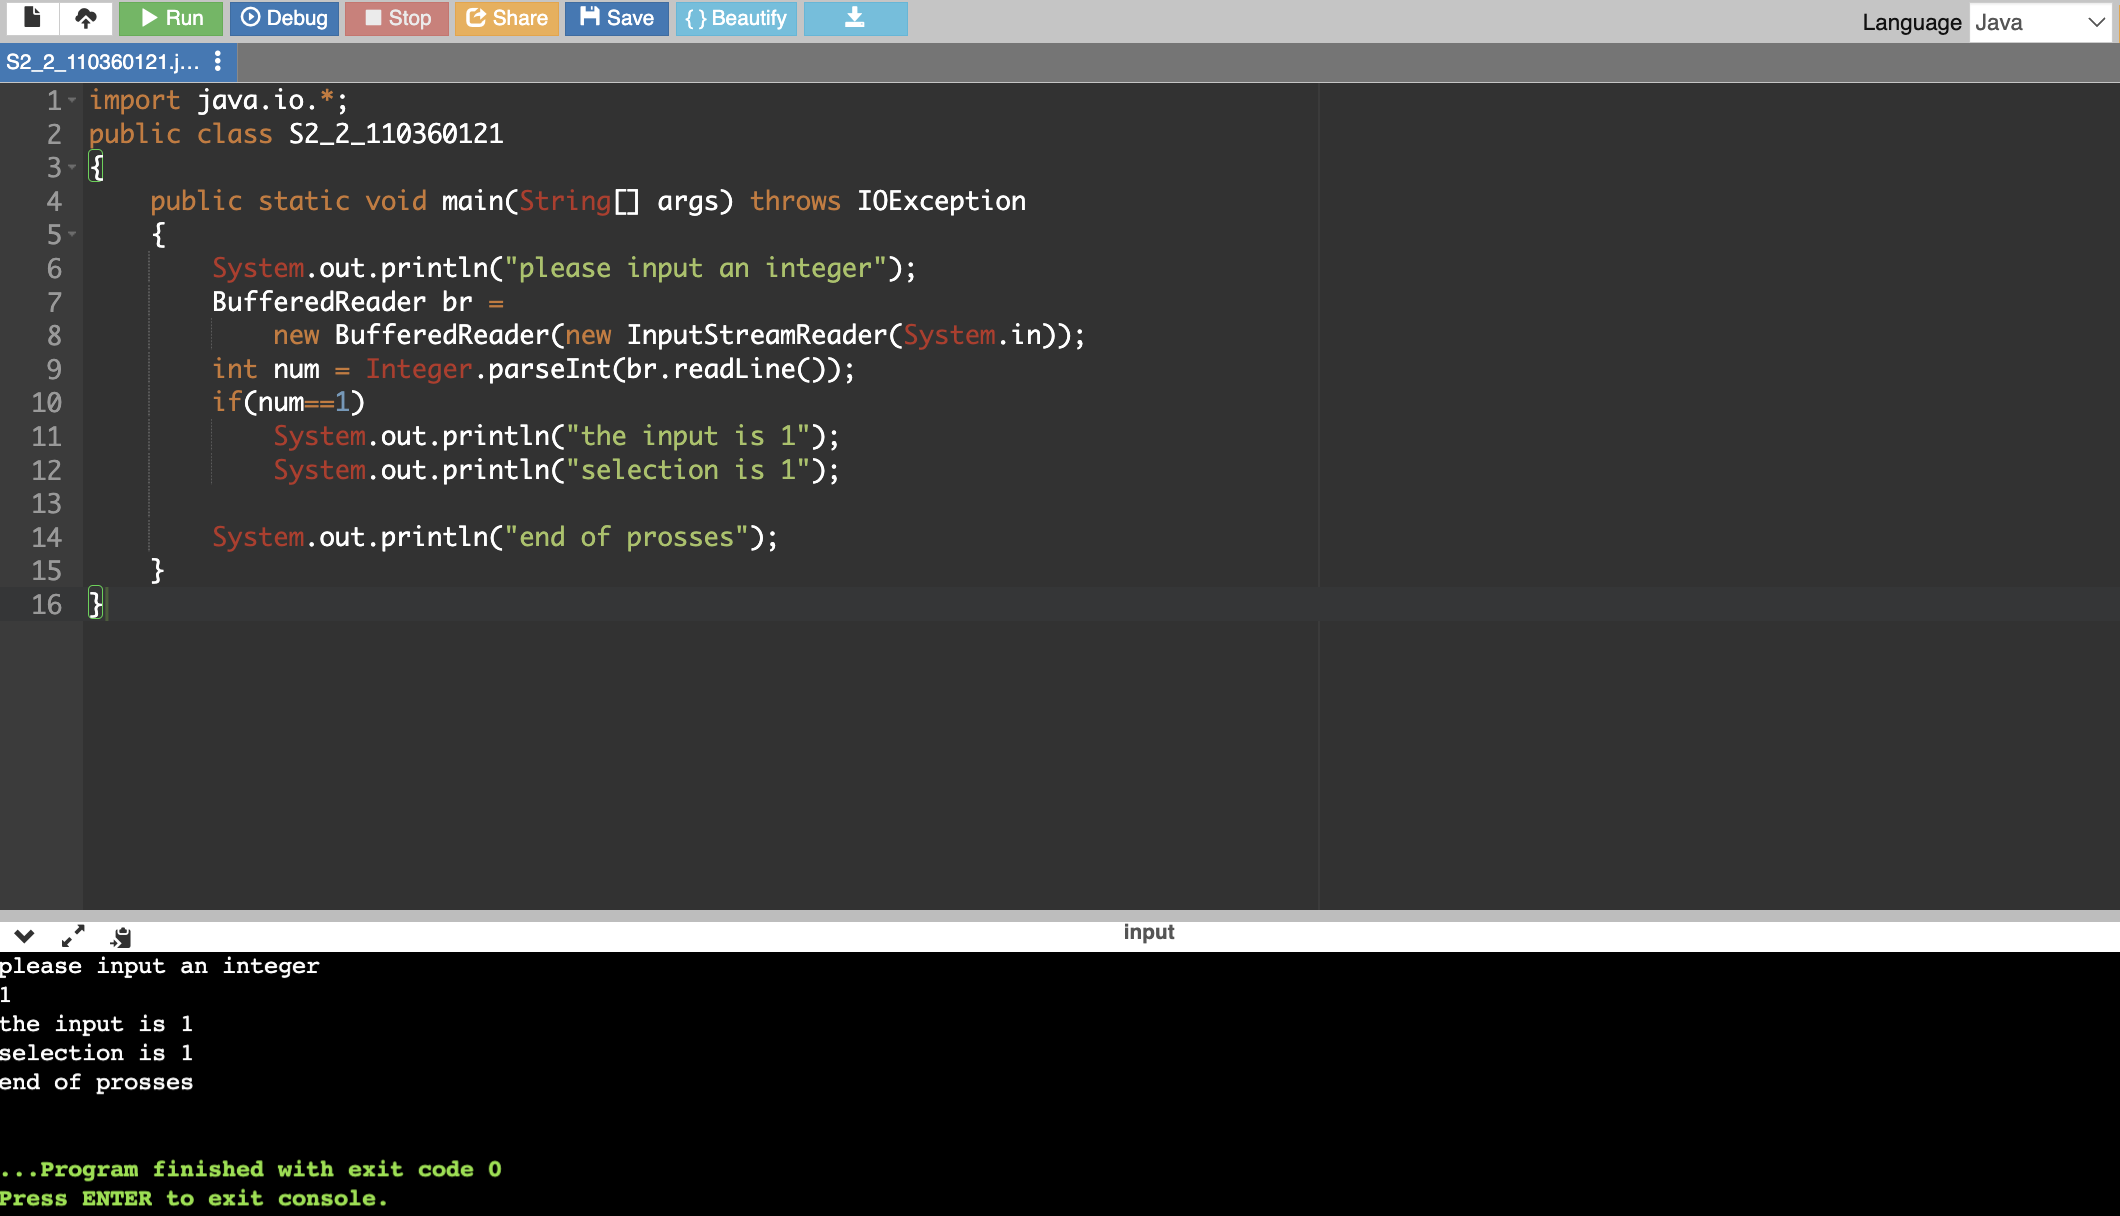 Run Debug Stop Share Save {} Beautify Language Java
S2_2_110360121.j...
1 import java.io.*;
2 public class S2_2_110360121
3 {
4     public static void main(String[] args) throws IOException
5     {
6         System.out.println("please input an integer");
7         BufferedReader br =
8             new BufferedReader(new InputStreamReader(System.in));
9         int num = Integer.parseInt(br.readLine());
10         if(num==1)
11             System.out.println("the input is 1");
12             System.out.println("selection is 1");
13
14         System.out.println("end of prosses");
15     }
16 }
input
please input an integer
1
the input is 1
selection is 1
end of prosses
...Program finished with exit code 0
Press ENTER to exit console.